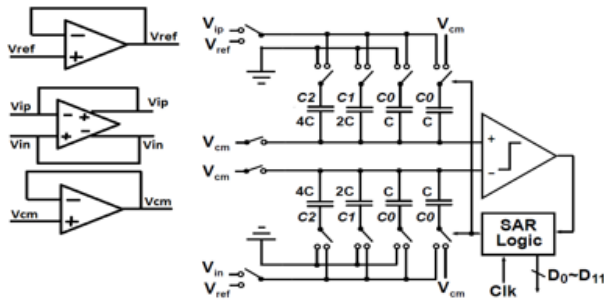 Vref
Vref
Vip
Vip
Vin
Vin
Vcm
Vcm
Vip
Vref
Vcm
C2
C1
C0
C0
4C
2C
C
C
Vcm
Vcm
4C
2C
C
C
C2
C1
C0
C0
Vin
Vref
Vcm
SAR
Logic
Clk
D0~D11